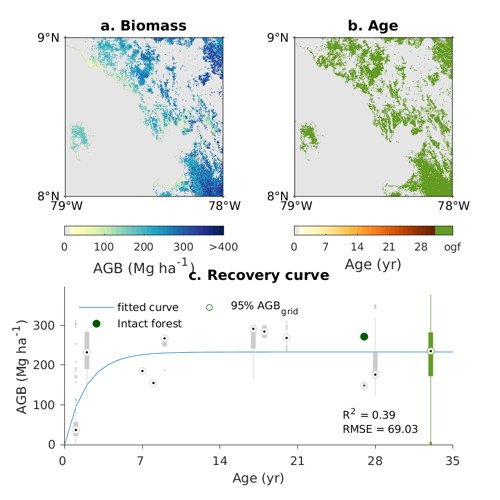 a. Biomass
b. Age
9°N
9°N
8°N
8°N
79°W
78°W
79°W
78°W
0 100 200 300 >400
0 7 14 21 28 ogf
AGB (Mg ha⁻¹)
Age (yr)
c. Recovery curve
fitted curve
95% AGB_grid
Intact forest
300
200
100
0
AGB (Mg ha⁻¹)
R² = 0.39
RMSE = 69.03
0 7 14 21 28 35
Age (yr)